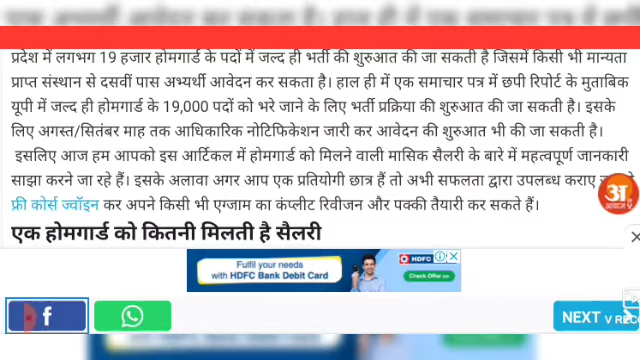 प्रदेश में लगभग 19 हजार होमगार्ड के पदों में जल्द ही भर्ती की शुरुआत की जा सकती है जिसमें किसी भी मान्यता
प्राप्त संस्थान से दसवीं पास अभ्यर्थी आवेदन कर सकता है। हाल ही में एक समाचार पत्र में छपी रिपोर्ट के मुताबिक
यूपी में जल्द ही होमगार्ड के 19,000 पदों को भरे जाने के लिए भर्ती प्रक्रिया की शुरुआत की जा सकती है। इसके
लिए अगस्त/सितंबर माह तक आधिकारिक नोटिफिकेशन जारी कर आवेदन की शुरुआत भी की जा सकती है।
इसलिए आज हम आपको इस आर्टिकल में होमगार्ड को मिलने वाली मासिक सैलरी के बारे में महत्वपूर्ण जानकारी
साझा करने जा रहे हैं। इसके अलावा अगर आप एक प्रतियोगी छात्र हैं तो अभी सफलता द्वारा उपलब्ध कराए
फ्री कोर्स ज्वॉइन कर अपने किसी भी एग्जाम का कंप्लीट रिवीजन और पक्की तैयारी कर सकते हैं।
अ
आवाज़
एक होमगार्ड को कितनी मिलती है सैलरी
Fulfil your needs
with HDFC Bank Debit Card
HDFC
Check Offer
f
NEXT
V REC